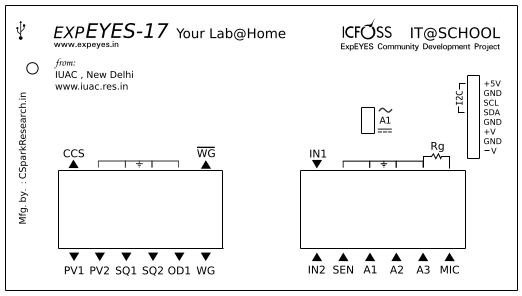 EXPEYES-17 Your Lab@Home
www.expeyes.in
ICFOSS IT@SCHOOL
ExpEYES Community Development Project
from:
IUAC , New Delhi
www.iuac.res.in
Mfg. by. : CSparkResearch.in
I2C
+5V
GND
SCL
SDA
GND
+V
GND
−V
A1
CCS
WG
IN1
Rg
PV1 PV2 SQ1 SQ2 OD1 WG
IN2 SEN A1 A2 A3 MIC